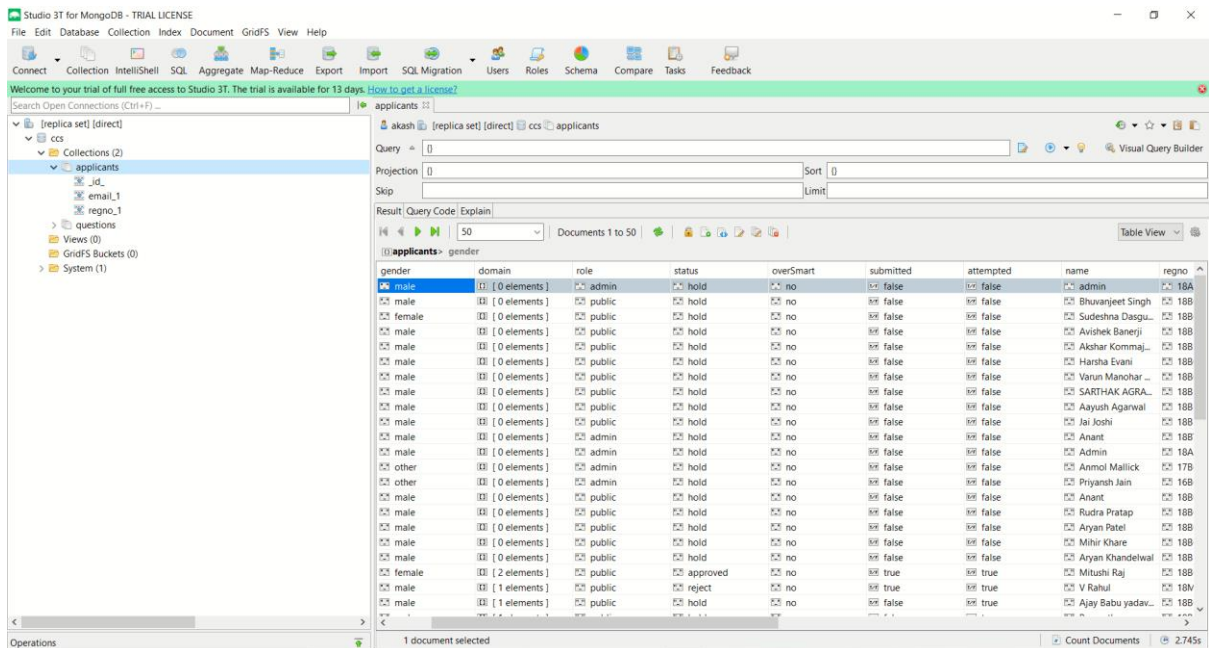 Studio 3T for MongoDB - TRIAL LICENSE
File Edit Database Collection Index Document GridFS View Help
Connect Collection IntelliShell SQL Aggregate Map-Reduce Export Import SQL Migration Users Roles Schema Compare Tasks Feedback
Welcome to your trial of full free access to Studio 3T. The trial is available for 13 days. How to get a license?
Search Open Connections (Ctrl+F) ...
[replica set] [direct]
ccs
Collections (2)
applicants
_id_
email_1
regno_1
questions
Views (0)
GridFS Buckets (0)
System (1)
Operations
applicants
akash [replica set] [direct] ccs applicants
Query {} Visual Query Builder
Projection {} Sort {}
Skip Limit
Result Query Code Explain
50 Documents 1 to 50 Table View
applicants > gender
gender domain role status overSmart submitted attempted name regno
male [ 0 elements ] admin hold no false false admin 18A
male [ 0 elements ] public hold no false false Bhuvanjeet Singh 18B
female [ 0 elements ] public hold no false false Sudeshna Dasgu... 18B
male [ 0 elements ] public hold no false false Avishek Banerji 18B
male [ 0 elements ] public hold no false false Akshar Kommaj... 18B
male [ 0 elements ] public hold no false false Harsha Evani 18B
male [ 0 elements ] public hold no false false Varun Manohar ... 18B
male [ 0 elements ] public hold no false false SARTHAK AGRA... 18B
male [ 0 elements ] public hold no false false Aayush Agarwal 18B
male [ 0 elements ] public hold no false false Jai Joshi 18B
male [ 0 elements ] admin hold no false false Anant 18B
male [ 0 elements ] admin hold no false false Admin 18A
other [ 0 elements ] admin hold no false false Anmol Mallick 17B
other [ 0 elements ] admin hold no false false Priyansh Jain 16B
male [ 0 elements ] public hold no false false Anant 18B
male [ 0 elements ] public hold no false false Rudra Pratap 18B
male [ 0 elements ] public hold no false false Aryan Patel 18B
male [ 0 elements ] public hold no false false Mihir Khare 18B
male [ 0 elements ] public hold no false false Aryan Khandelwal 18B
female [ 2 elements ] public approved no true true Mitushi Raj 18B
male [ 1 elements ] public reject no true true V Rahul 18M
male [ 1 elements ] public hold no false true Ajay Babu yadav... 18B
1 document selected Count Documents 2.745s